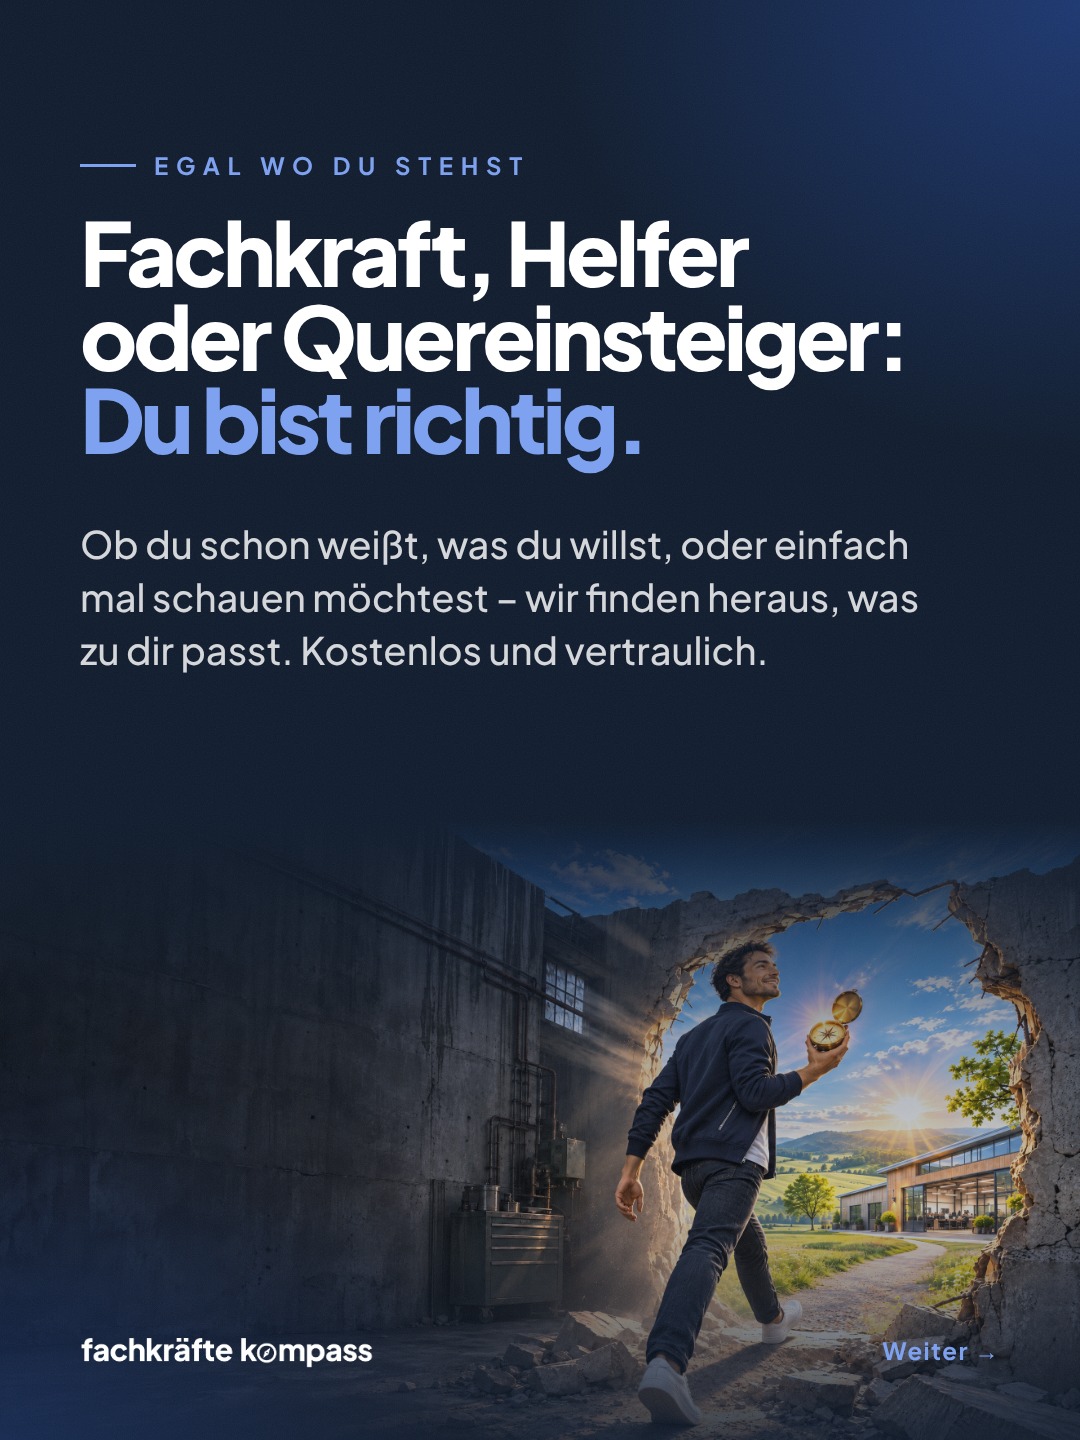 EGAL WO DU STEHST
Fachkraft, Helfer
oder Quereinsteiger:
Du bist richtig.
Ob du schon weißt, was du willst, oder einfach
mal schauen möchtest – wir finden heraus, was
zu dir passt. Kostenlos und vertraulich.
fachkräfte kompass
Weiter →